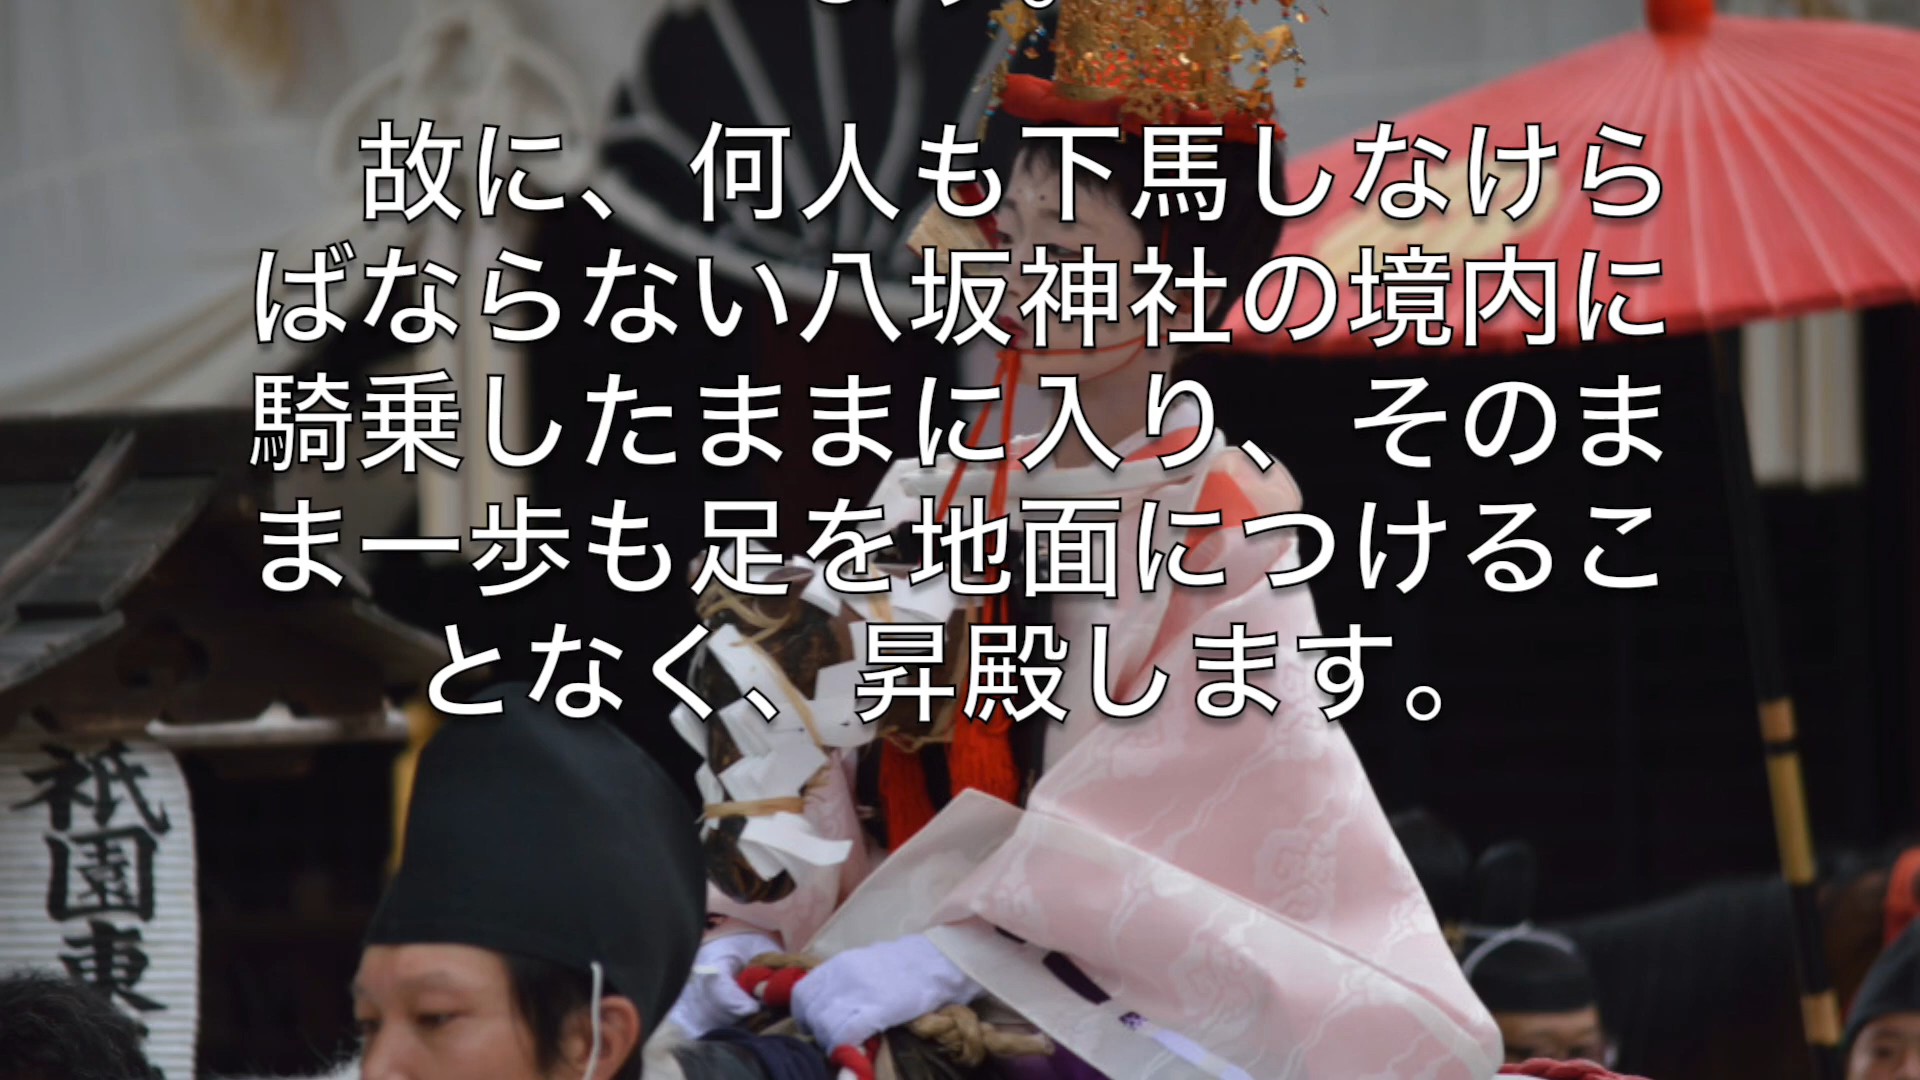 故に、何人も下馬しなけら
ばならない八坂神社の境内に
騎乗したままに入り、そのま
ま一歩も足を地面につけるこ
となく、昇殿します。
祇園東